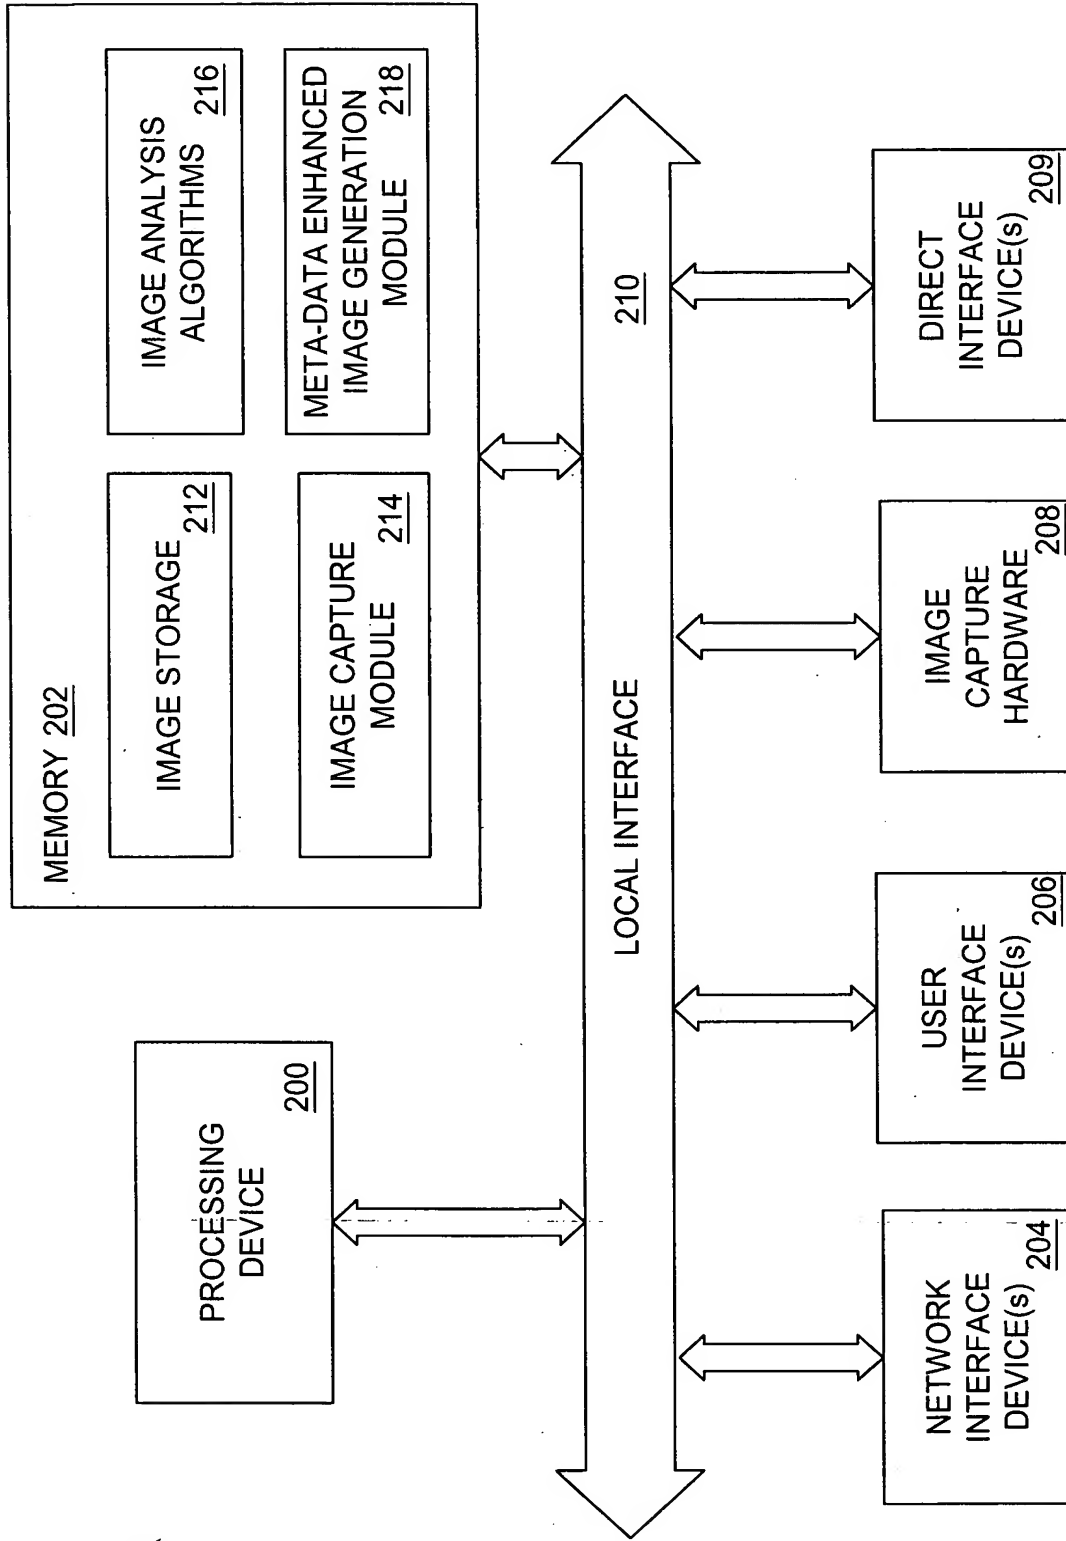 PROCESSING
DEVICE
200
MEMORY 202
IMAGE STORAGE
212
IMAGE ANALYSIS
ALGORITHMS
216
IMAGE CAPTURE
MODULE
214
META-DATA ENHANCED
IMAGE GENERATION
MODULE
218
LOCAL INTERFACE
210
NETWORK
INTERFACE
DEVICE(s)
204
USER
INTERFACE
DEVICE(s)
206
IMAGE
CAPTURE
HARDWARE
208
DIRECT
INTERFACE
DEVICE(s)
209